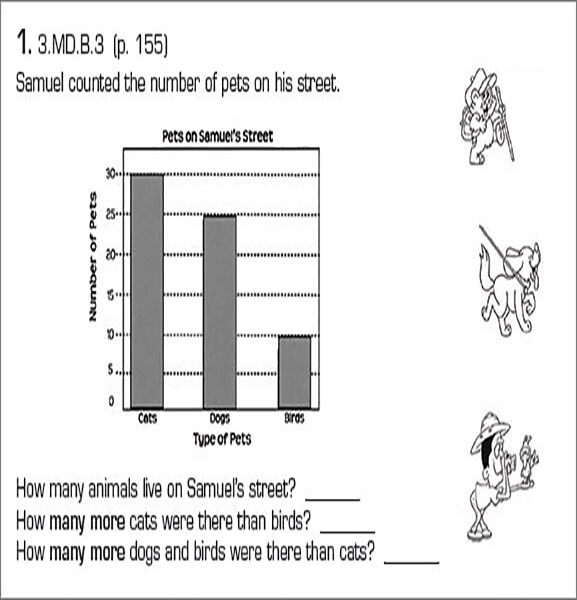 1. 3.MD.B.3 (p. 155)
Samuel counted the number of pets on his street.
Pets on Samuel's Street
Number of Pets
30
25
20
15
10
5
0
Cats Dogs Birds
Type of Pets
How many animals live on Samuel's street? ______
How many more cats were there than birds? ______
How many more dogs and birds were there than cats? ______